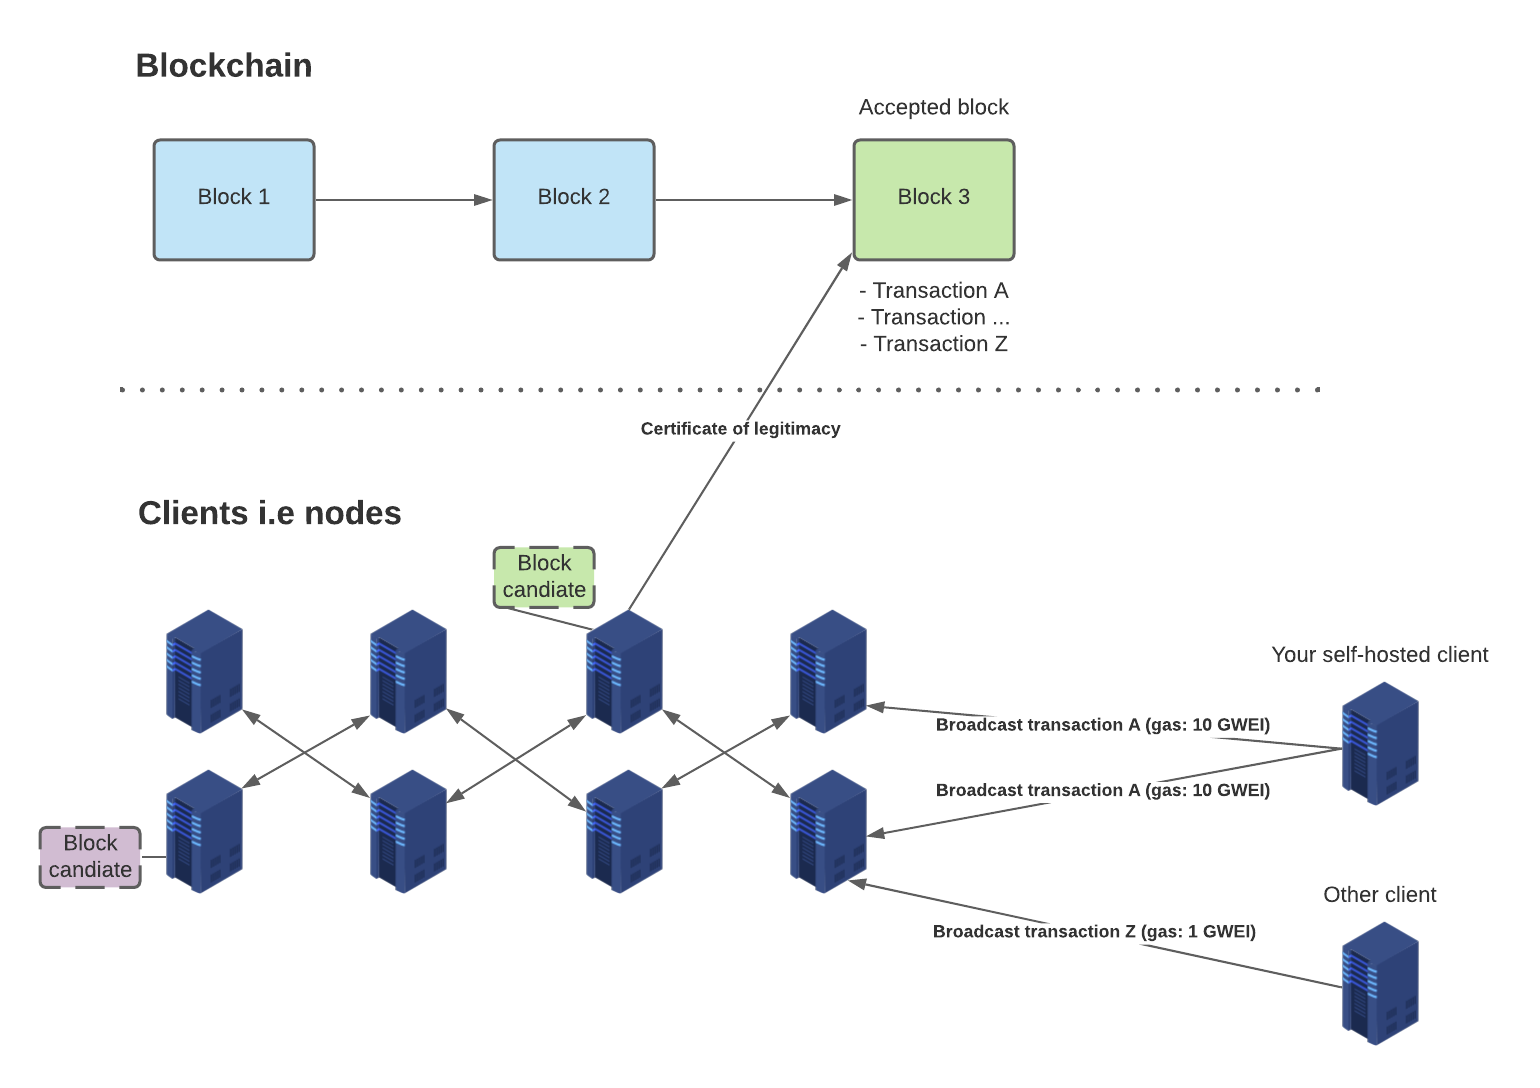 Blockchain
Accepted block
Block 1
Block 2
Block 3
- Transaction A
- Transaction ...
- Transaction Z
Certificate of legitimacy
Clients i.e nodes
Block
candiate
Your self-hosted client
Broadcast transaction A (gas: 10 GWEI)
Broadcast transaction A (gas: 10 GWEI)
Block
candiate
Other client
Broadcast transaction Z (gas: 1 GWEI)